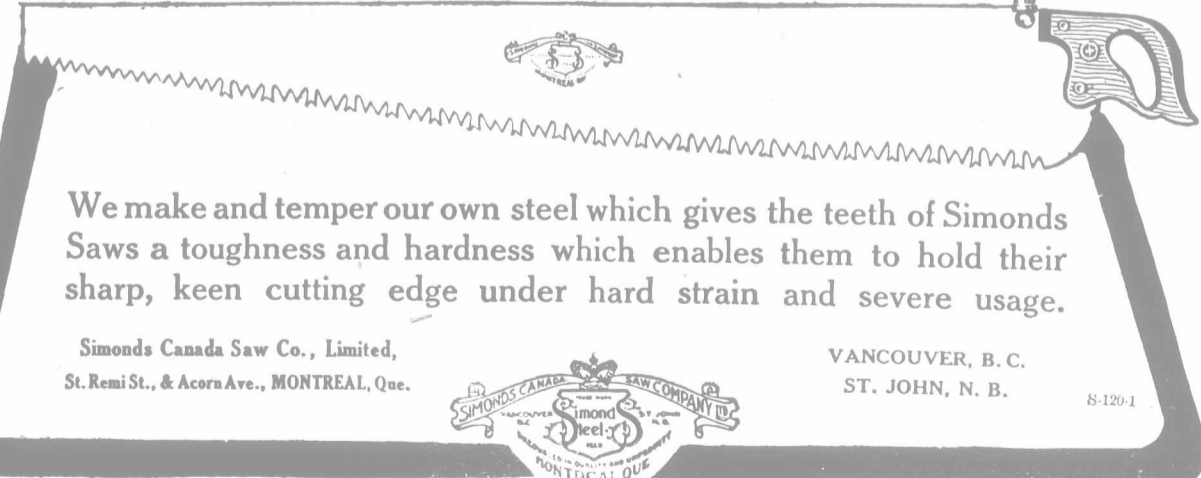 We make and temper our own steel which gives the teeth of Simonds
Saws a toughness and hardness which enables them to hold their
sharp, keen cutting edge under hard strain and severe usage.
Simonds Canada Saw Co., Limited,
St. Remi St., & Acorn Ave., MONTREAL, Que.
VANCOUVER, B. C.
ST. JOHN, N. B.
S-120-1
SIMONDS CANADA SAW COMPANY LTD
VANCOUVER B.C.
Simonds
Steel
ST JOHN N.B.
MONTREAL QUE